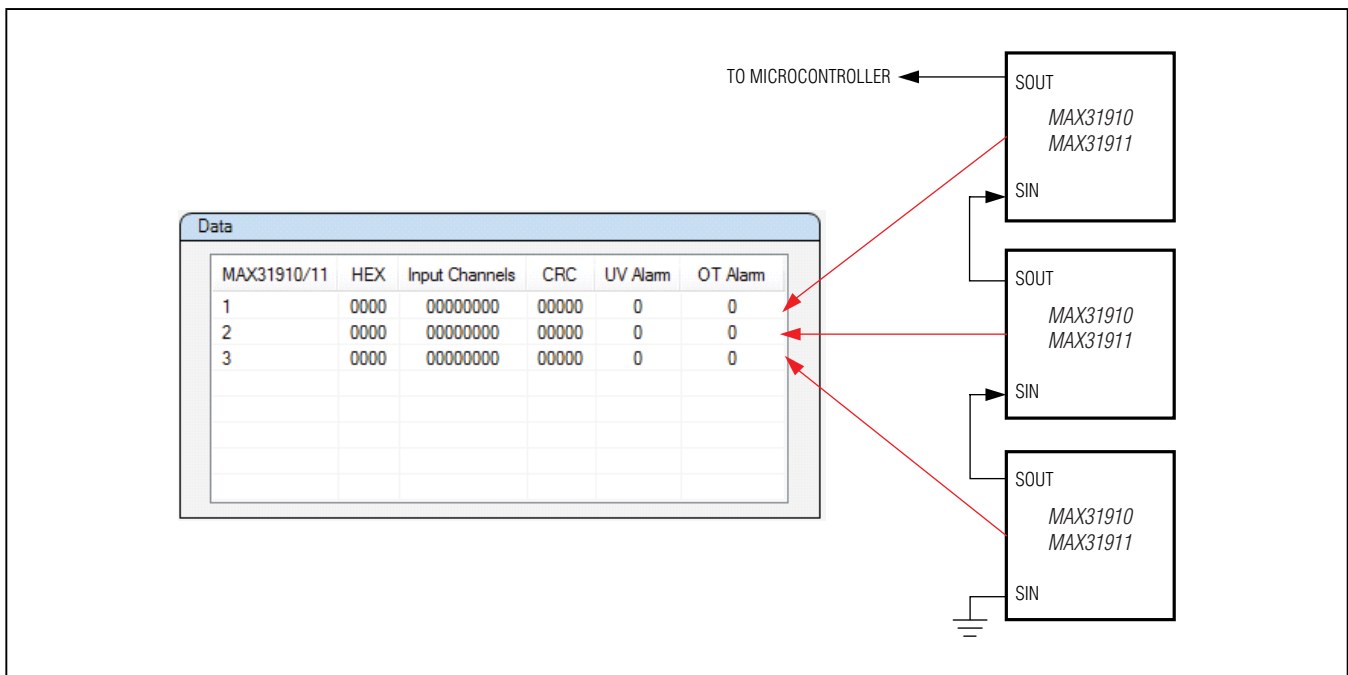 TO MICROCONTROLLER
SOUT
MAX31910
MAX31911
SIN
Data
MAX31910/11 HEX Input Channels CRC UV Alarm OT Alarm
1 0000 00000000 00000 0 0
2 0000 00000000 00000 0 0
3 0000 00000000 00000 0 0
SOUT
MAX31910
MAX31911
SIN
SOUT
MAX31910
MAX31911
SIN